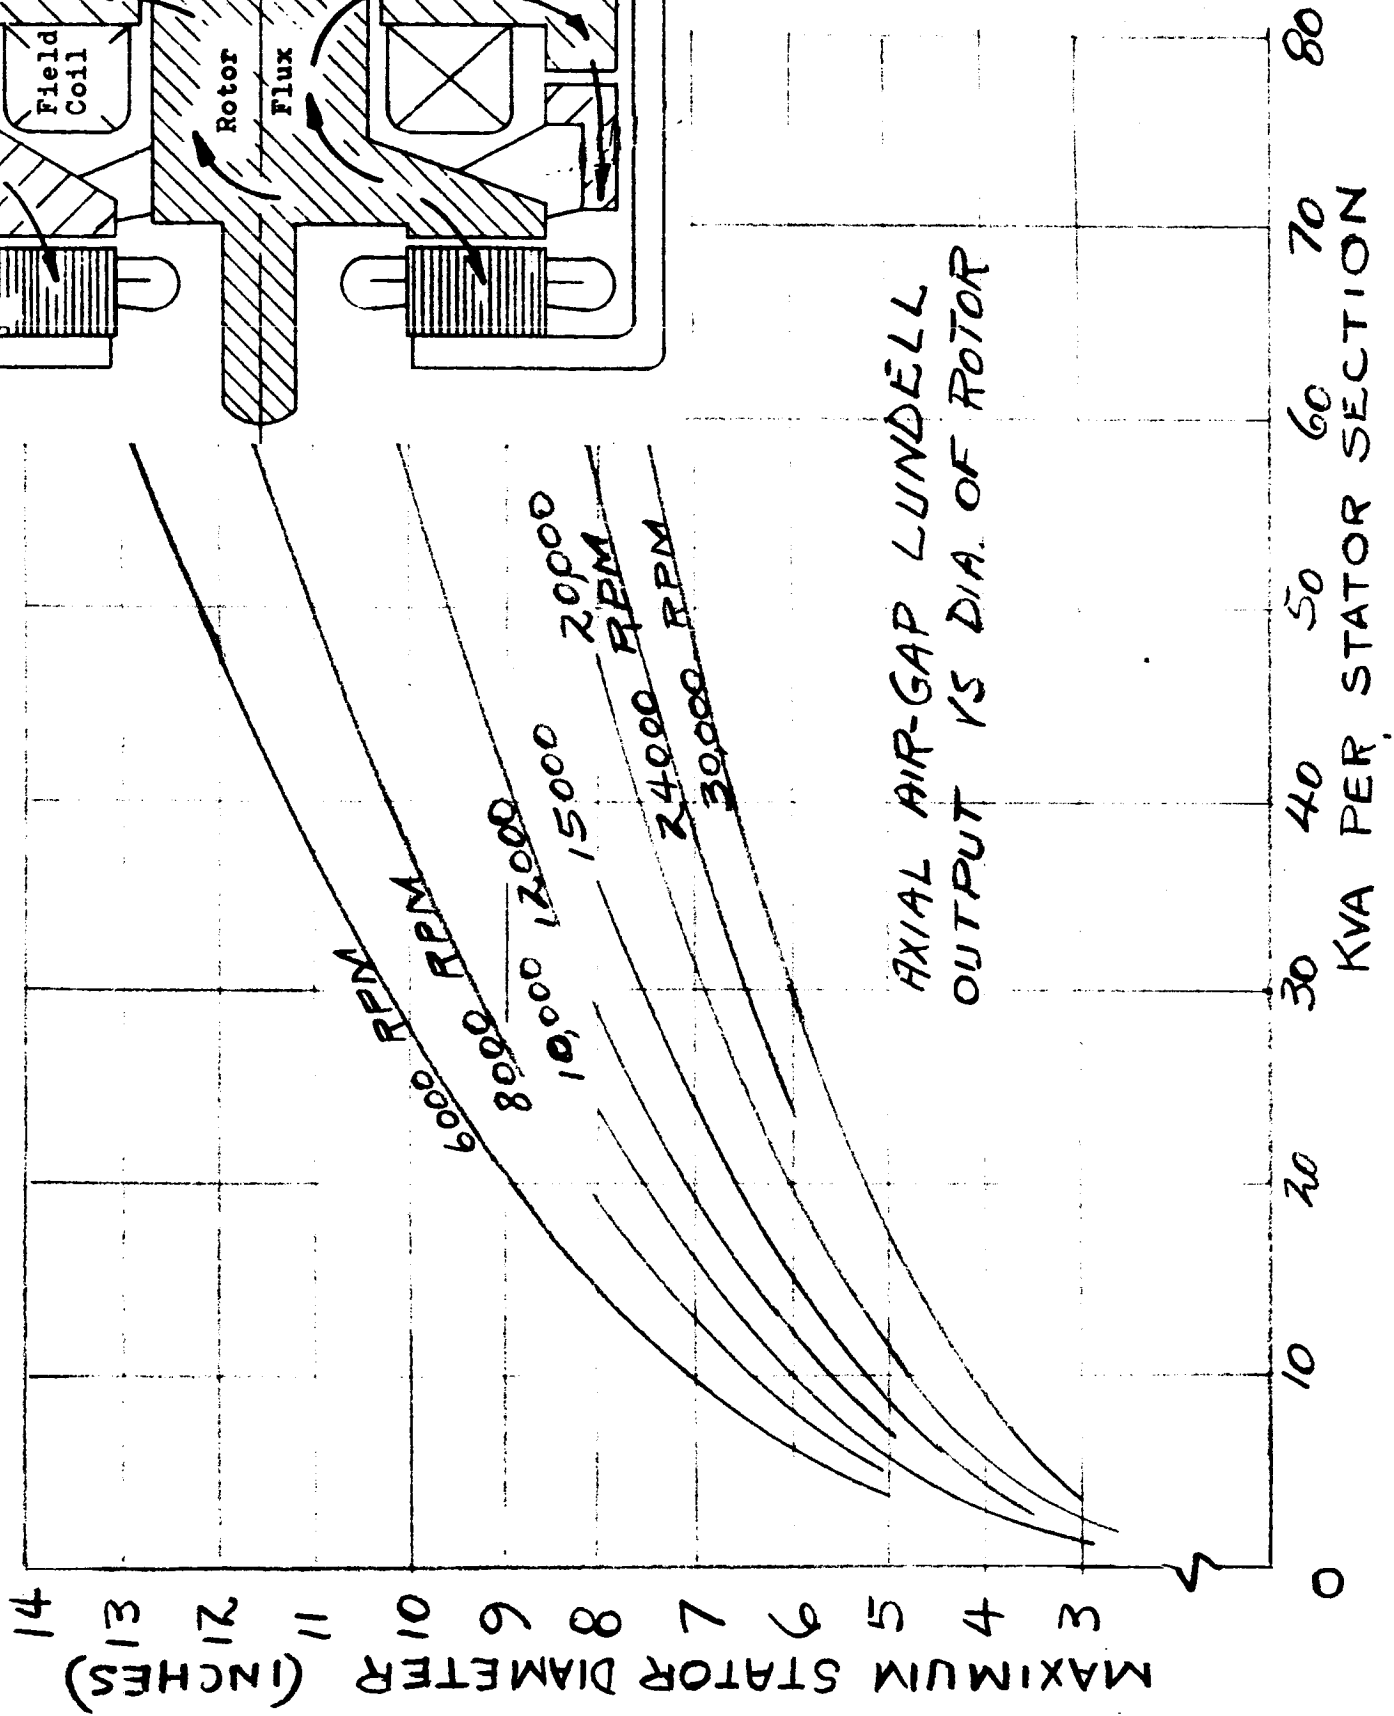 Field
Coil
Rotor
Flux
AXIAL AIR-GAP LUNDELL
OUTPUT VS DIA. OF ROTOR
6000 RPM
8000 RPM
10,000
12,000
15000
20,000
RPM
24000
30,000 RPM
14
13
12
11
10
9
8
7
6
5
4
3
MAXIMUM STATOR DIAMETER (INCHES)
0
10
20
30
40
50
60
70
80
KVA PER STATOR SECTION